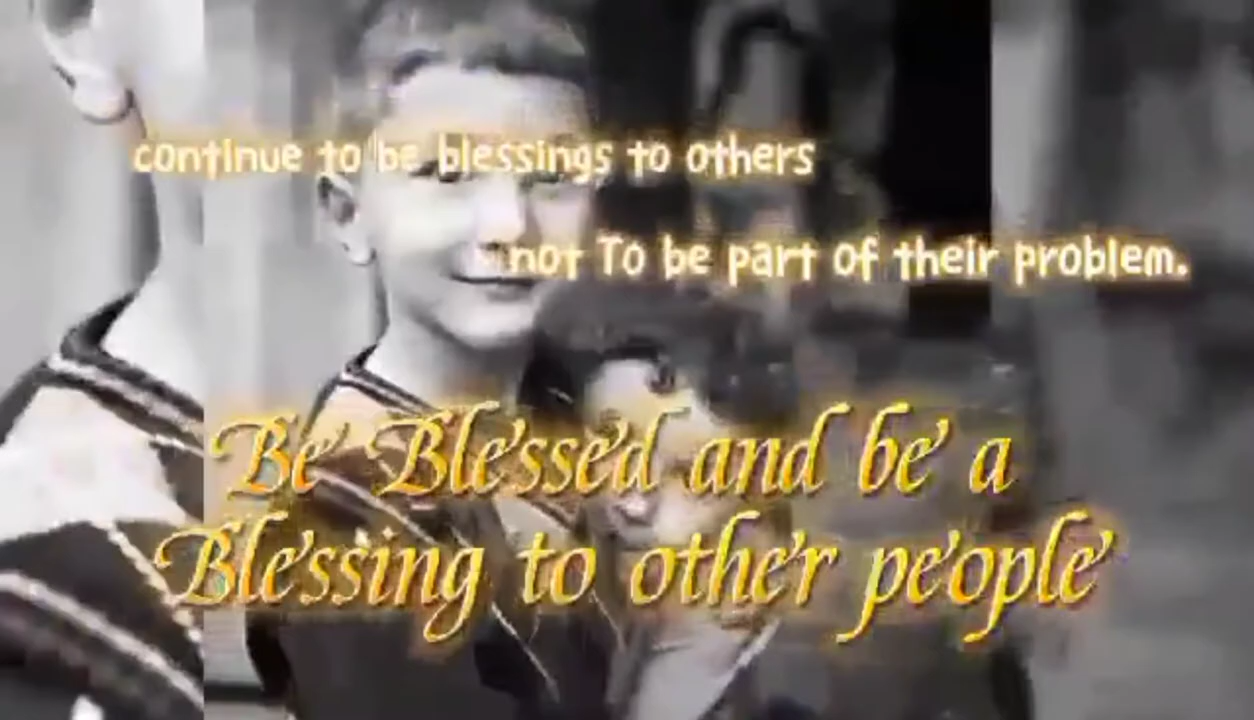 continue to be blessings to others
not To be part of their problem.
Be Blessed and be a
Blessing to other people